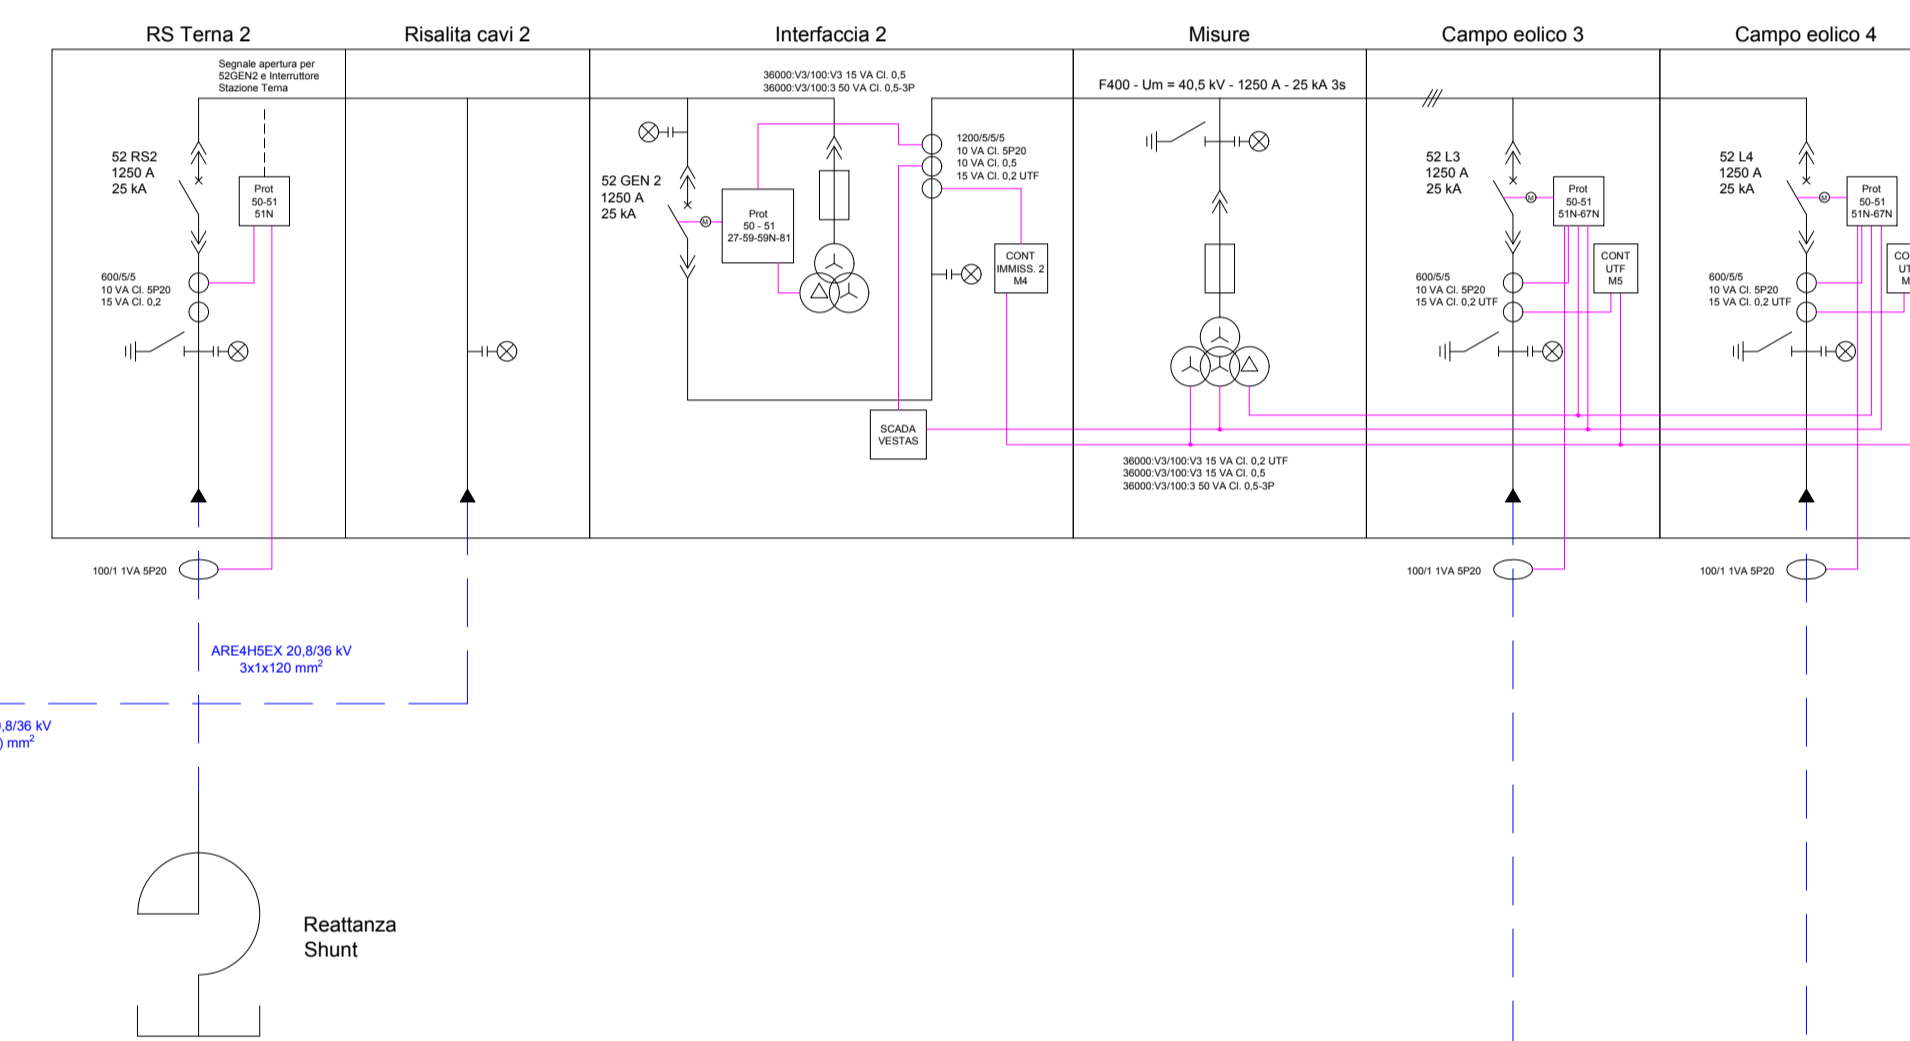 RS Terna 2
Risalita cavi 2
Interfaccia 2
Misure
Campo eolico 3
Campo eolico 4
Segnale apertura per
52GEN2 e Interruttore
Stazione Terna
52 RS2
1250 A
25 kA
Prot
50-51
51N
600/5/5
10 VA Cl. 5P20
15 VA Cl. 0,2
100/1 1VA 5P20
36000:V3/100:V3 15 VA Cl. 0,5
36000:V3/100:3 50 VA Cl. 0,5-3P
52 GEN 2
1250 A
25 kA
M
Prot
50 - 51
27-59-59N-81
1200/5/5/5
10 VA Cl. 5P20
10 VA Cl. 0,5
15 VA Cl. 0,2 UTF
CONT
IMMISS. 2
M4
SCADA
VESTAS
F400 - Um = 40,5 kV - 1250 A - 25 kA 3s
36000:V3/100:V3 15 VA Cl. 0,2 UTF
36000:V3/100:V3 15 VA Cl. 0,5
36000:V3/100:3 50 VA Cl. 0,5-3P
52 L3
1250 A
25 kA
M
Prot
50-51
51N-67N
CONT
UTF
M5
600/5/5
10 VA Cl. 5P20
15 VA Cl. 0,2 UTF
100/1 1VA 5P20
52 L4
1250 A
25 kA
M
Prot
50-51
51N-67N
CO
UT
M
600/5/5
10 VA Cl. 5P20
15 VA Cl. 0,2 UTF
100/1 1VA 5P20
ARE4H5EX 20,8/36 kV
3x1x120 mm²
,8/36 kV
) mm²
Reattanza
Shunt